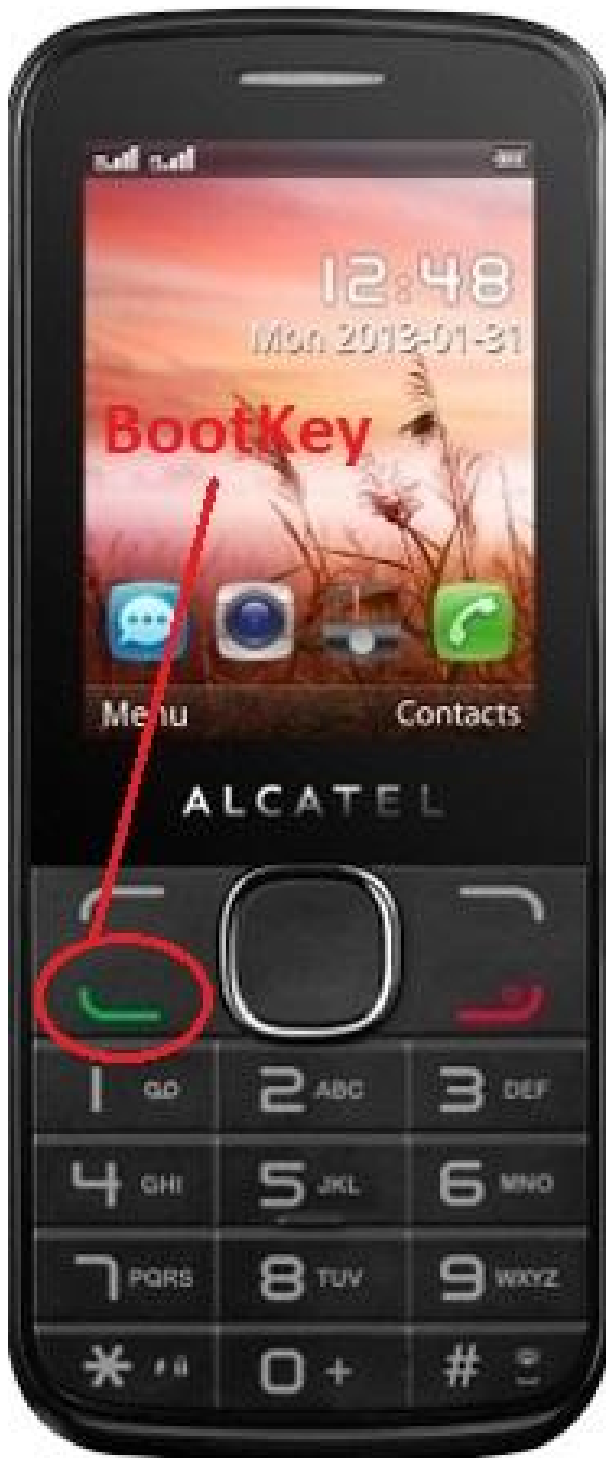 12:48
Mon 2013-01-31
BootKey
Menu
Contacts
ALCATEL
1
2 ABC
3 DEF
4 GHI
5 JKL
6 MNO
7 PQRS
8 TUV
9 WXYZ
*
0 +
#